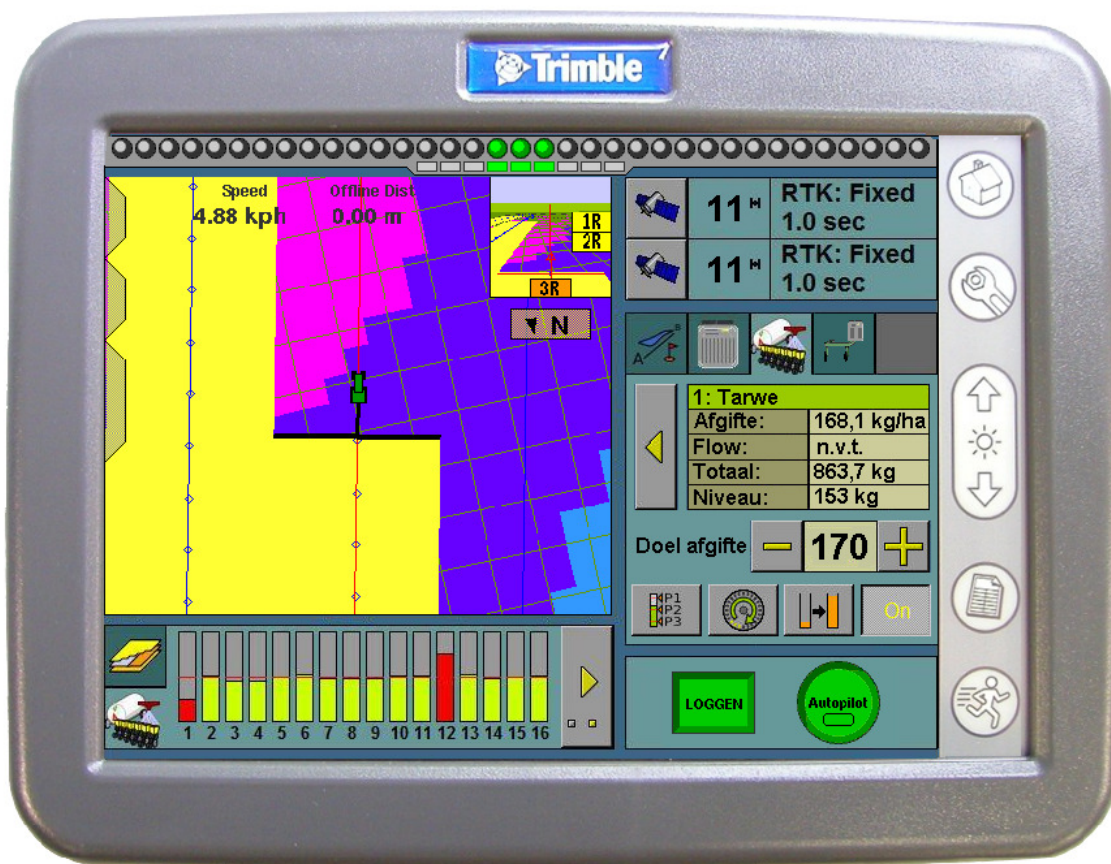 Trimble
Speed
4.88 kph
Offline Dist
0.00 m
1R
2R
3R
N
11
RTK: Fixed
1.0 sec
11
RTK: Fixed
1.0 sec
A
B
1: Tarwe
Afgifte: 168,1 kg/ha
Flow: n.v.t.
Totaal: 863,7 kg
Niveau: 153 kg
Doel afgifte 170
P1
P2
P3
On
1 2 3 4 5 6 7 8 9 10 11 12 13 14 15 16
LOGGEN
Autopilot